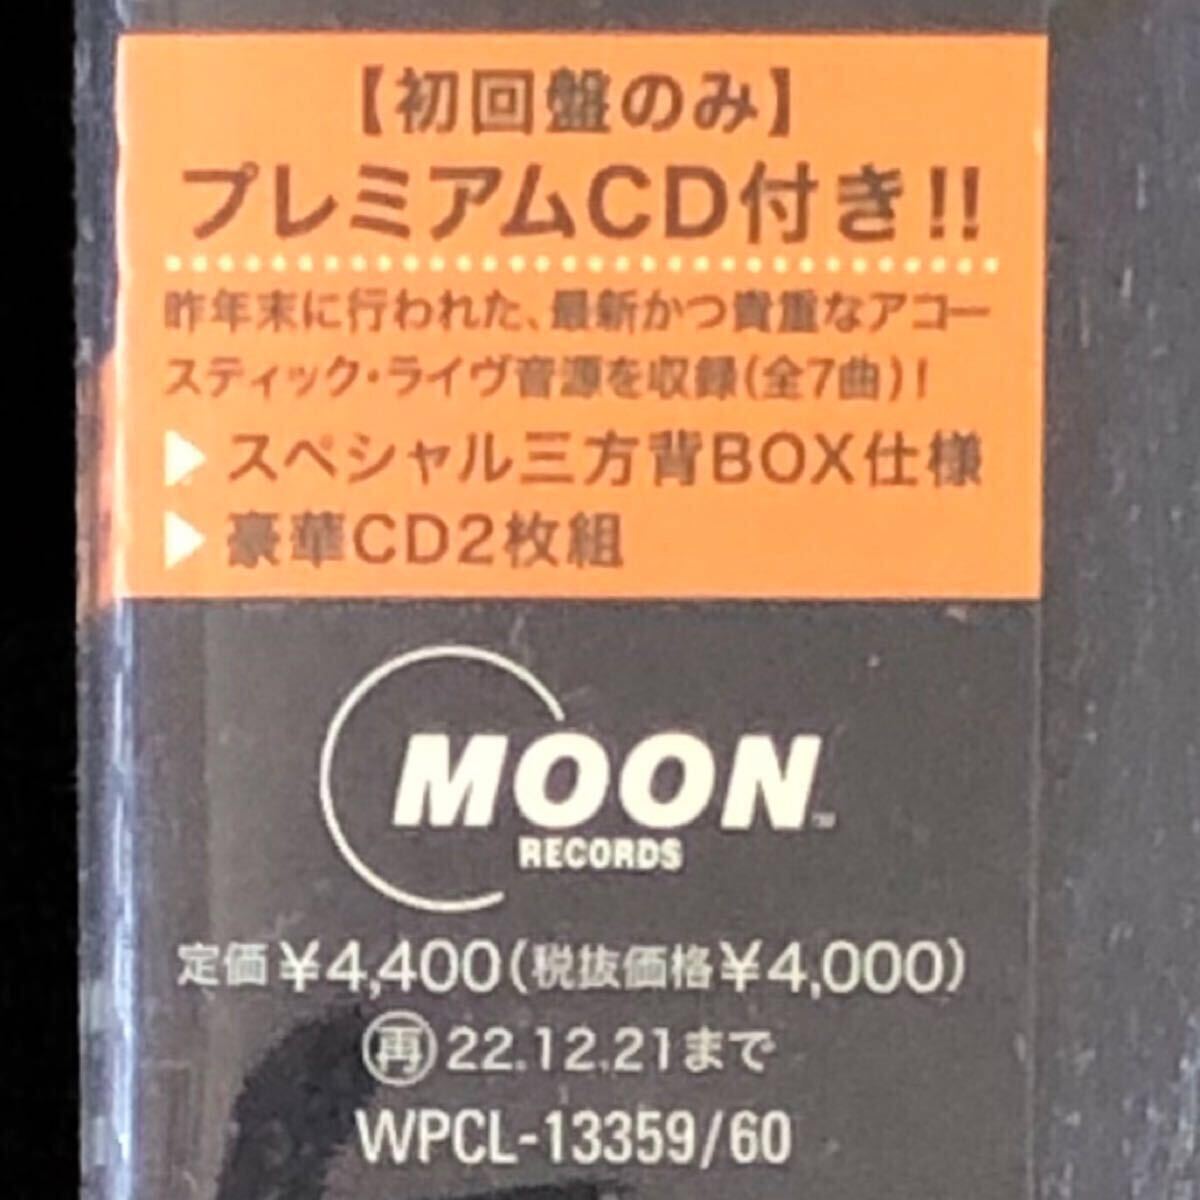 【初回盤のみ】
プレミアムCD付き!!
昨年末に行われた、最新かつ貴重なアコー
スティック・ライヴ音源を収録(全7曲)!
▶スペシャル三方背BOX仕様
▶豪華CD2枚組
MOON™
RECORDS
定価¥4,400(税抜価格¥4,000)
㊢22.12.21まで
WPCL-13359/60